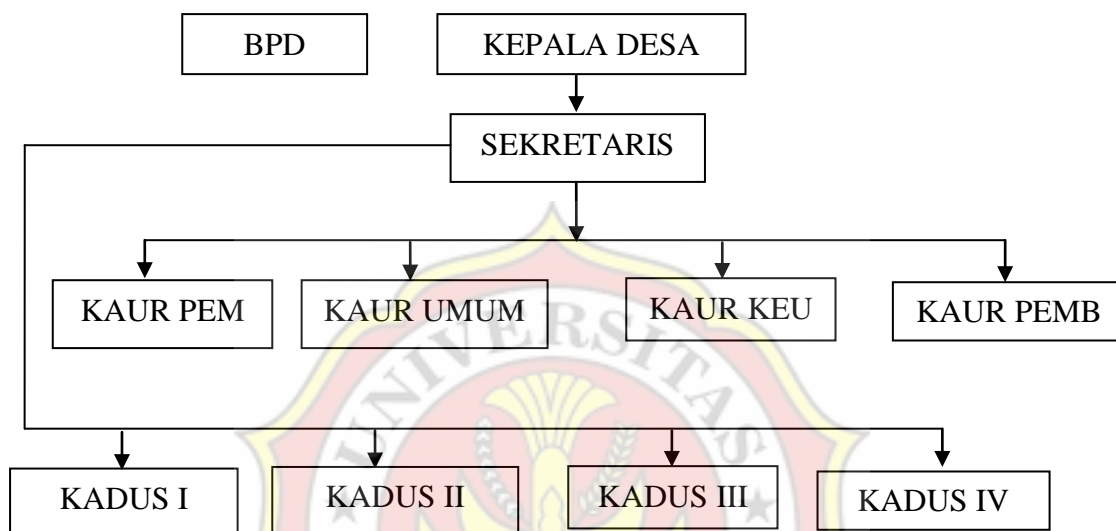 BPD
KEPALA DESA
SEKRETARIS
KAUR PEM
KAUR UMUM
KAUR KEU
KAUR PEMB
UNIVERSITAS
KADUS I
KADUS II
KADUS III
KADUS IV